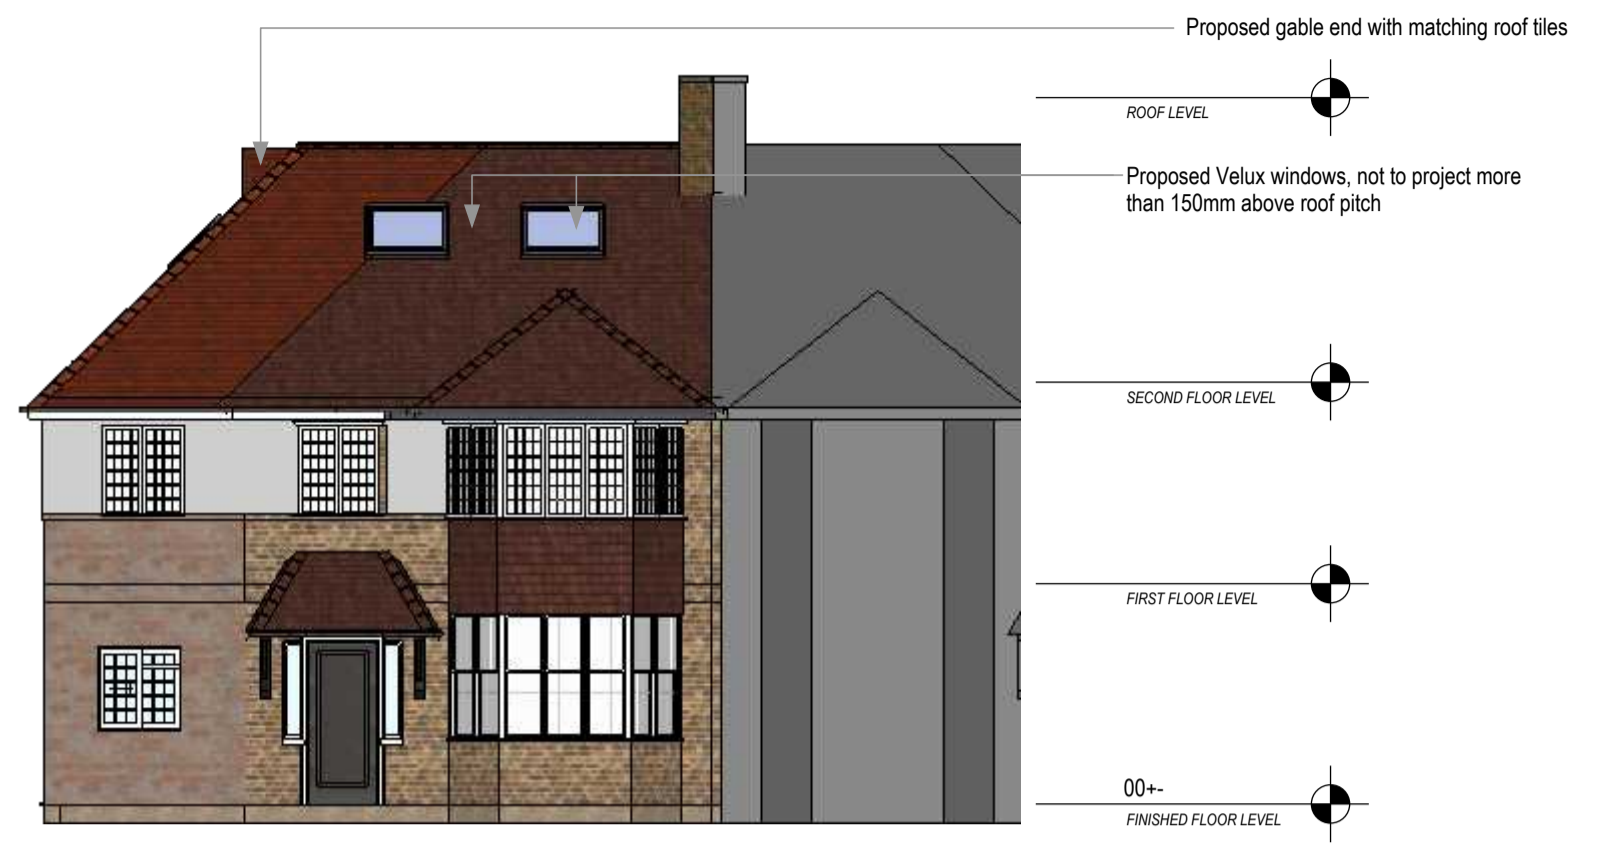 Proposed gable end with matching roof tiles
ROOF LEVEL
Proposed Velux windows, not to project more
than 150mm above roof pitch
SECOND FLOOR LEVEL
FIRST FLOOR LEVEL
00+-
FINISHED FLOOR LEVEL